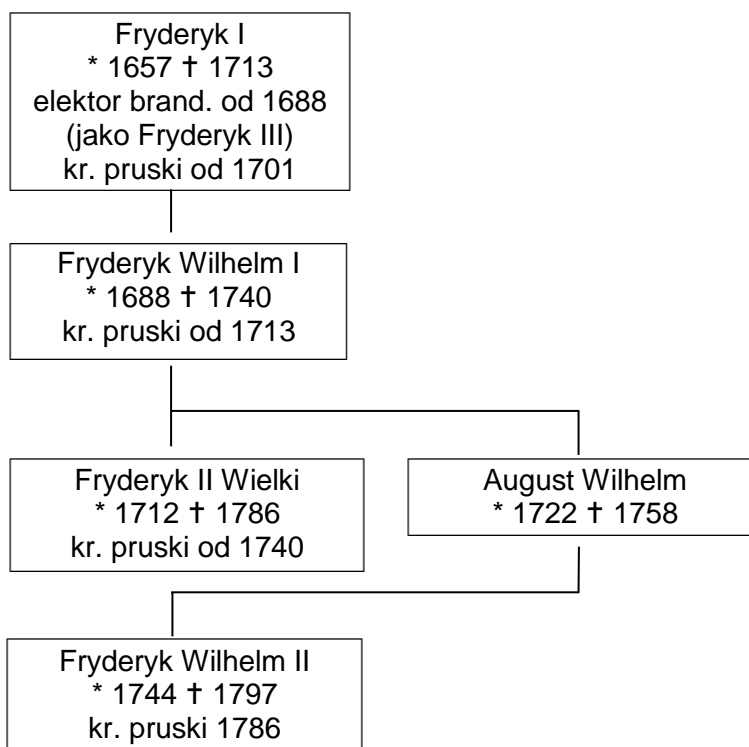 Fryderyk I
* 1657 † 1713
elektor brand. od 1688
(jako Fryderyk III)
kr. pruski od 1701
Fryderyk Wilhelm I
* 1688 † 1740
kr. pruski od 1713
Fryderyk II Wielki
* 1712 † 1786
kr. pruski od 1740
August Wilhelm
* 1722 † 1758
Fryderyk Wilhelm II
* 1744 † 1797
kr. pruski 1786